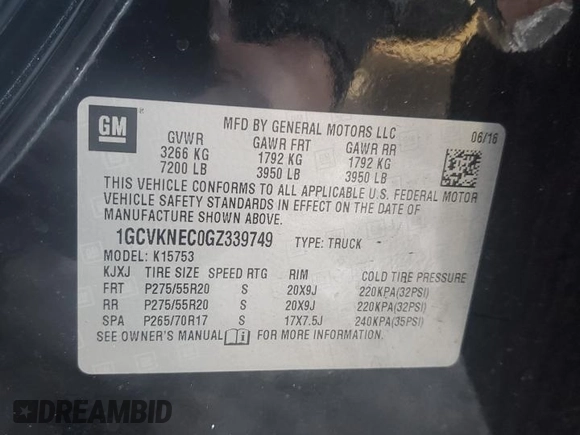 GM
MFD BY GENERAL MOTORS LLC
06/16
GVWR GAWR FRT GAWR RR
3266 KG 1792 KG 1792 KG
7200 LB 3950 LB 3950 LB
THIS VEHICLE CONFORMS TO ALL APPLICABLE U.S. FEDERAL MOTOR
VEHICLE SAFETY STANDARDS IN EFFECT ON THE DATE OF
MANUFACTURE SHOWN ABOVE.
1GCVKNEC0GZ339749 TYPE: TRUCK
MODEL: K15753
KJXJ TIRE SIZE SPEED RTG RIM COLD TIRE PRESSURE
FRT P275/55R20 S 20X9J 220KPA(32PSI)
RR P275/55R20 S 20X9J 220KPA(32PSI)
SPA P265/70R17 S 17X7.5J 240KPA(35PSI)
SEE OWNER'S MANUAL FOR MORE INFORMATION.
DREAMBID